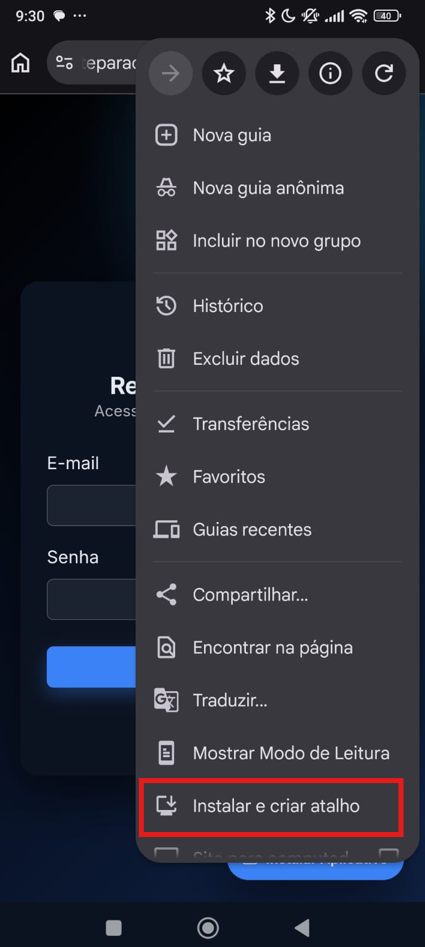 9:30
40
eparac
Nova guia
Nova guia anônima
Incluir no novo grupo
Histórico
Excluir dados
Re
Acess
Transferências
E-mail
Favoritos
Guias recentes
Senha
Compartilhar...
Encontrar na página
Traduzir...
Mostrar Modo de Leitura
Instalar e criar atalho